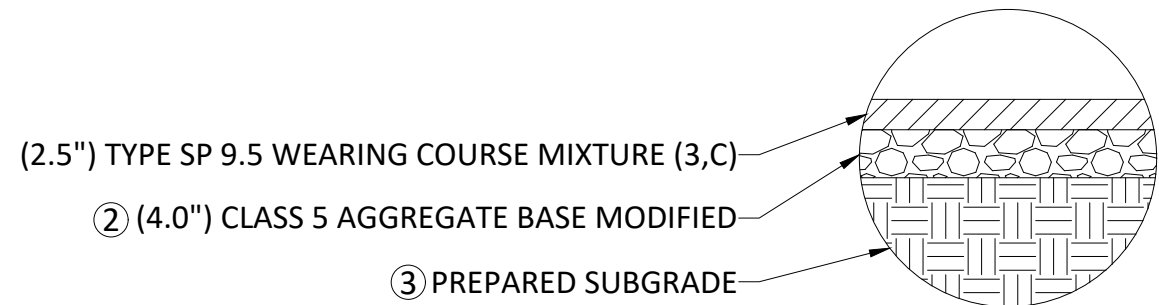 (2.5") TYPE SP 9.5 WEARING COURSE MIXTURE (3,C)
② (4.0") CLASS 5 AGGREGATE BASE MODIFIED
③ PREPARED SUBGRADE